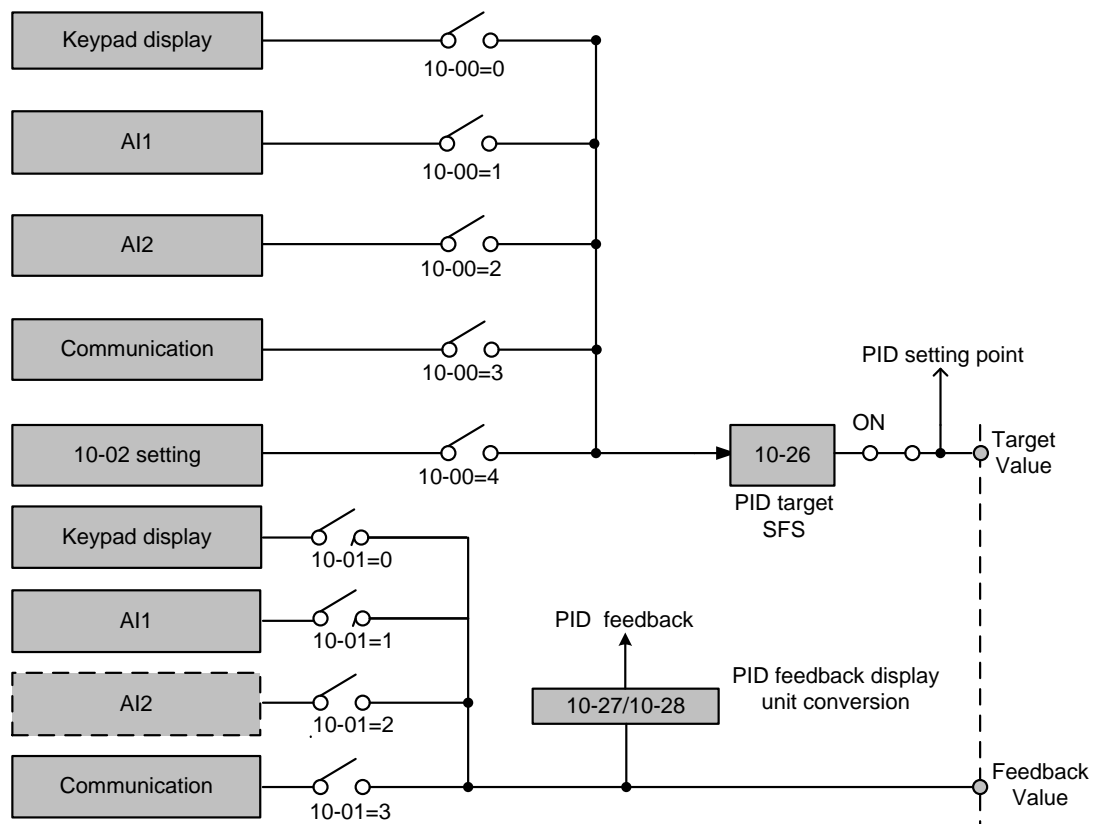 Keypad display
10-00=0
AI1
10-00=1
AI2
10-00=2
Communication
10-00=3
PID setting point
10-02 setting
10-00=4
10-26
ON
Target
Value
PID target
SFS
Keypad display
10-01=0
AI1
10-01=1
PID feedback
AI2
10-01=2
10-27/10-28
PID feedback display
unit conversion
Communication
10-01=3
Feedback
Value